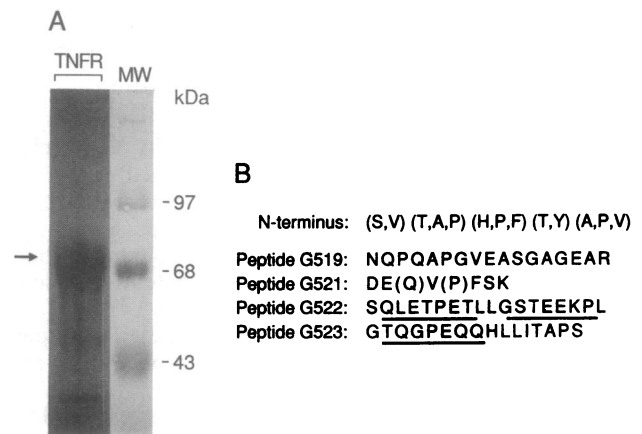 A
TNFR MW
kDa
-97
-68
-43
B
N-terminus: (S,V) (T,A,P) (H,P,F) (T,Y) (A,P,V)
Peptide G519: NQPQAPGVEASGAGEAR
Peptide G521: DE(Q)V(P)FSK
Peptide G522: SQLETPETLLGSTEEKPL
Peptide G523: GTQGPEQQHLLITAPS